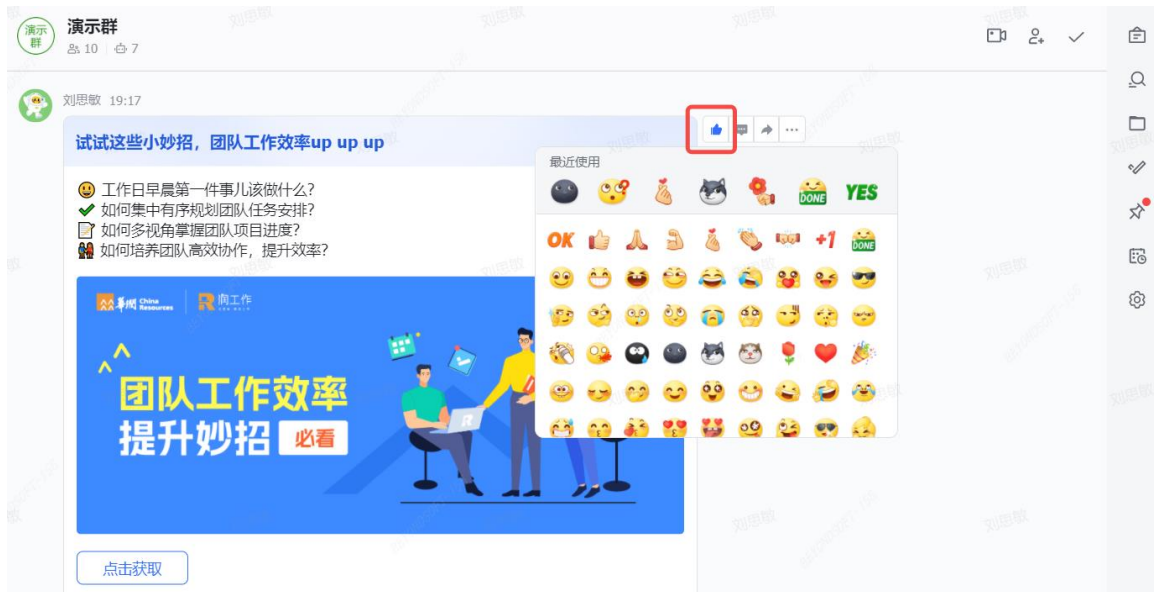 演示群
演示群
10 7
刘思敏 19:17
试试这些小妙招，团队工作效率up up up
工作日早晨第一件事儿该做什么?
如何集中有序规划团队任务安排?
如何多视角掌握团队项目进度?
如何培养团队高效协作，提升效率?
華潤 China Resources 润工作
团队工作效率
提升妙招 必看
点击获取
最近使用
DONE YES
OK +1 DONE
刘思敏